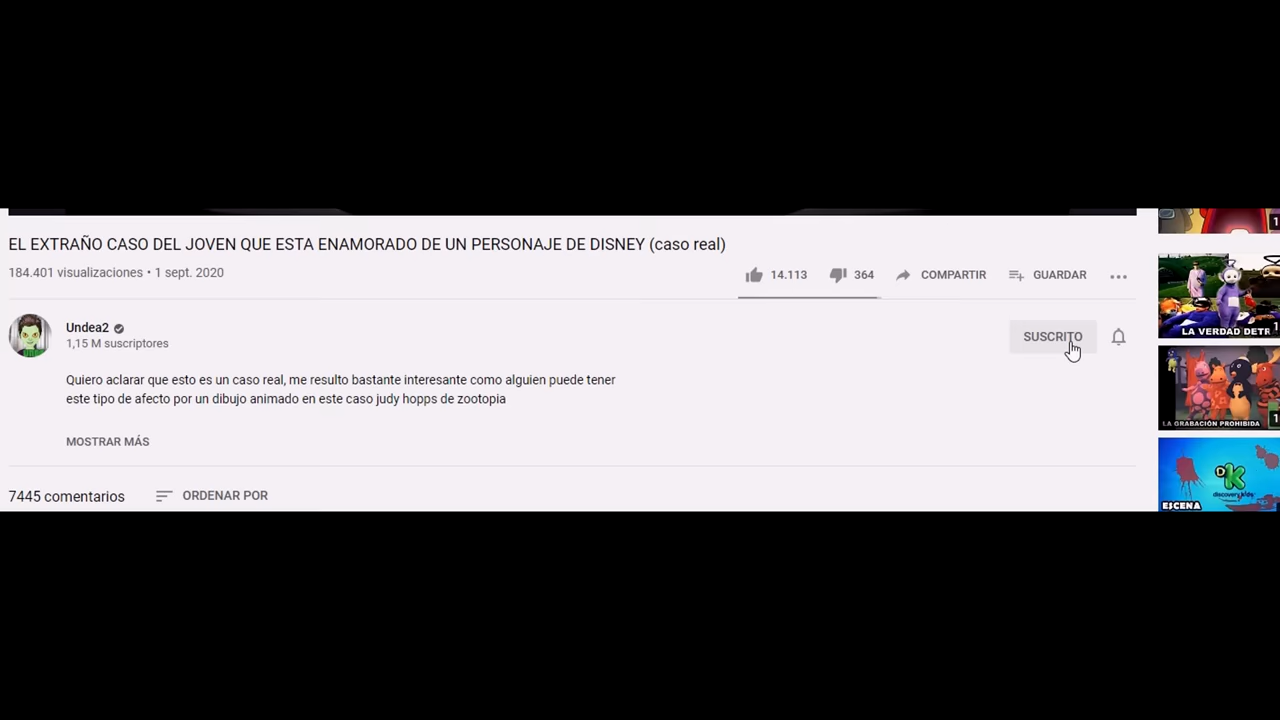 EL EXTRAÑO CASO DEL JOVEN QUE ESTA ENAMORADO DE UN PERSONAJE DE DISNEY (caso real)
184.401 visualizaciones • 1 sept. 2020
14.113
364
COMPARTIR
GUARDAR
Undea2
1,15 M suscriptores
SUSCRITO
Quiero aclarar que esto es un caso real, me resulto bastante interesante como alguien puede tener
este tipo de afecto por un dibujo animado en este caso judy hopps de zootopia
MOSTRAR MÁS
7445 comentarios
ORDENAR POR
1
LA VERDAD DETR
1
LA GRABACIÓN PROHIBIDA
1
DK
discovery kids
ESCENA